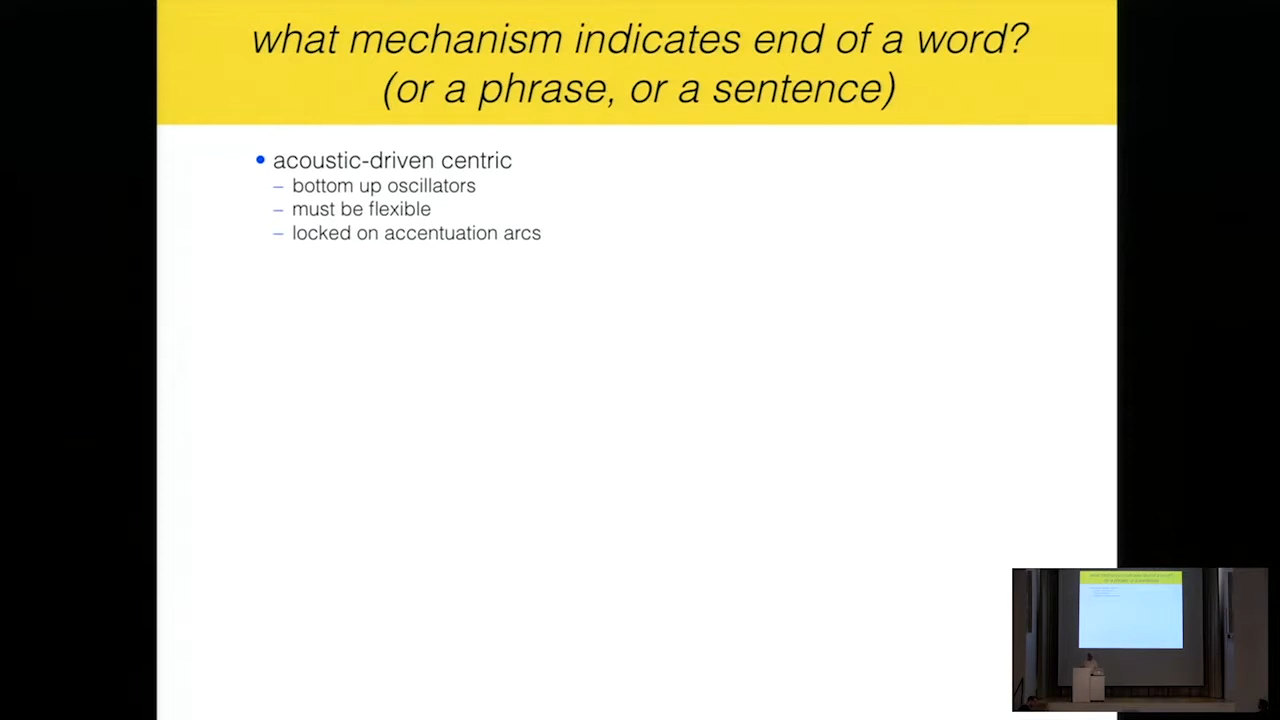 what mechanism indicates end of a word?
(or a phrase, or a sentence)
• acoustic-driven centric
– bottom up oscillators
– must be flexible
– locked on accentuation arcs